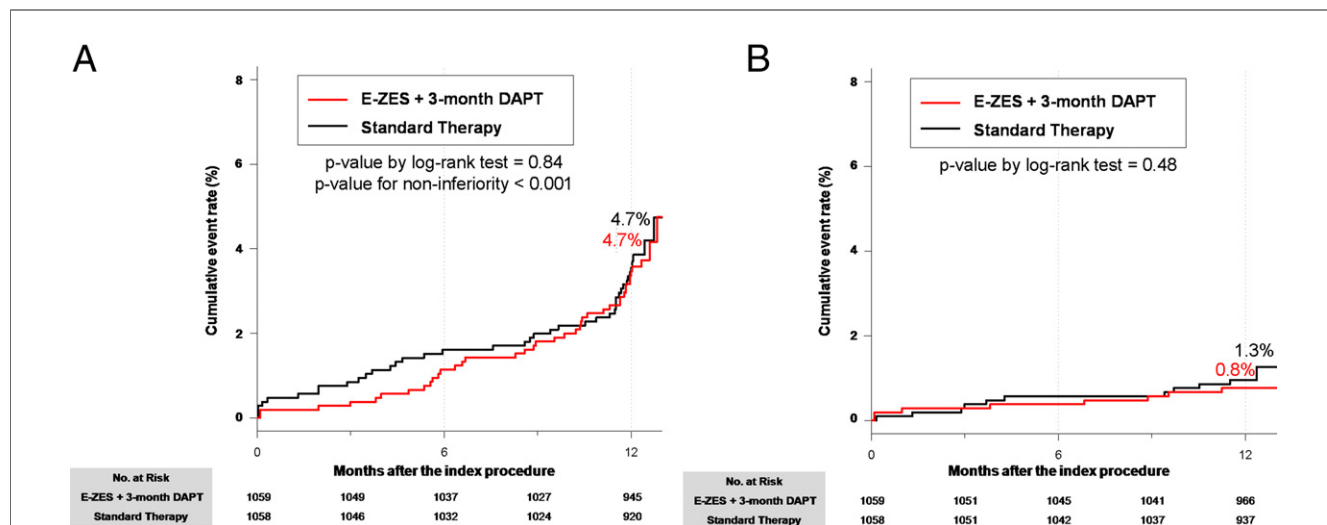 A
Cumulative event rate (%)
8
6
4
2
0
E-ZES + 3-month DAPT
Standard Therapy
p-value by log-rank test = 0.84
p-value for non-inferiority < 0.001
4.7%
4.7%
0 3 6 9 12
Months after the index procedure
No. at Risk
E-ZES + 3-month DAPT 1059 1049 1037 1027 945
Standard Therapy 1058 1046 1032 1024 920
B
Cumulative event rate (%)
8
6
4
2
0
E-ZES + 3-month DAPT
Standard Therapy
p-value by log-rank test = 0.48
1.3%
0.8%
0 3 6 9 12
Months after the index procedure
No. at Risk
E-ZES + 3-month DAPT 1059 1051 1045 1041 966
Standard Therapy 1058 1051 1042 1037 937